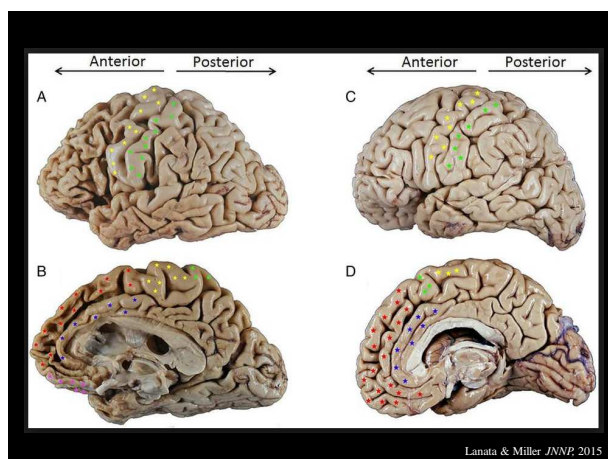 Anterior Posterior
Anterior Posterior
A
C
B
D
Lanata & Miller JNNP, 2015